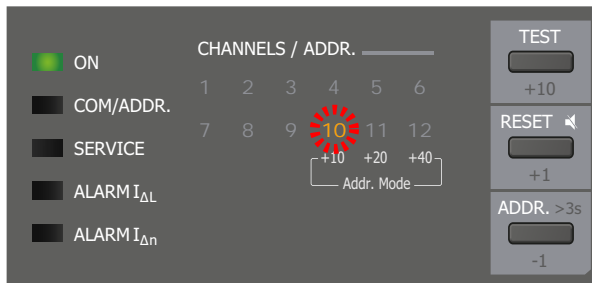 ON
COM/ADDR.
SERVICE
ALARM IΔL
ALARM IΔn
CHANNELS / ADDR.
1 2 3 4 5 6
7 8 9 10 11 12
+10 +20 +40
Addr. Mode
TEST
+10
RESET
+1
ADDR. >3s
-1